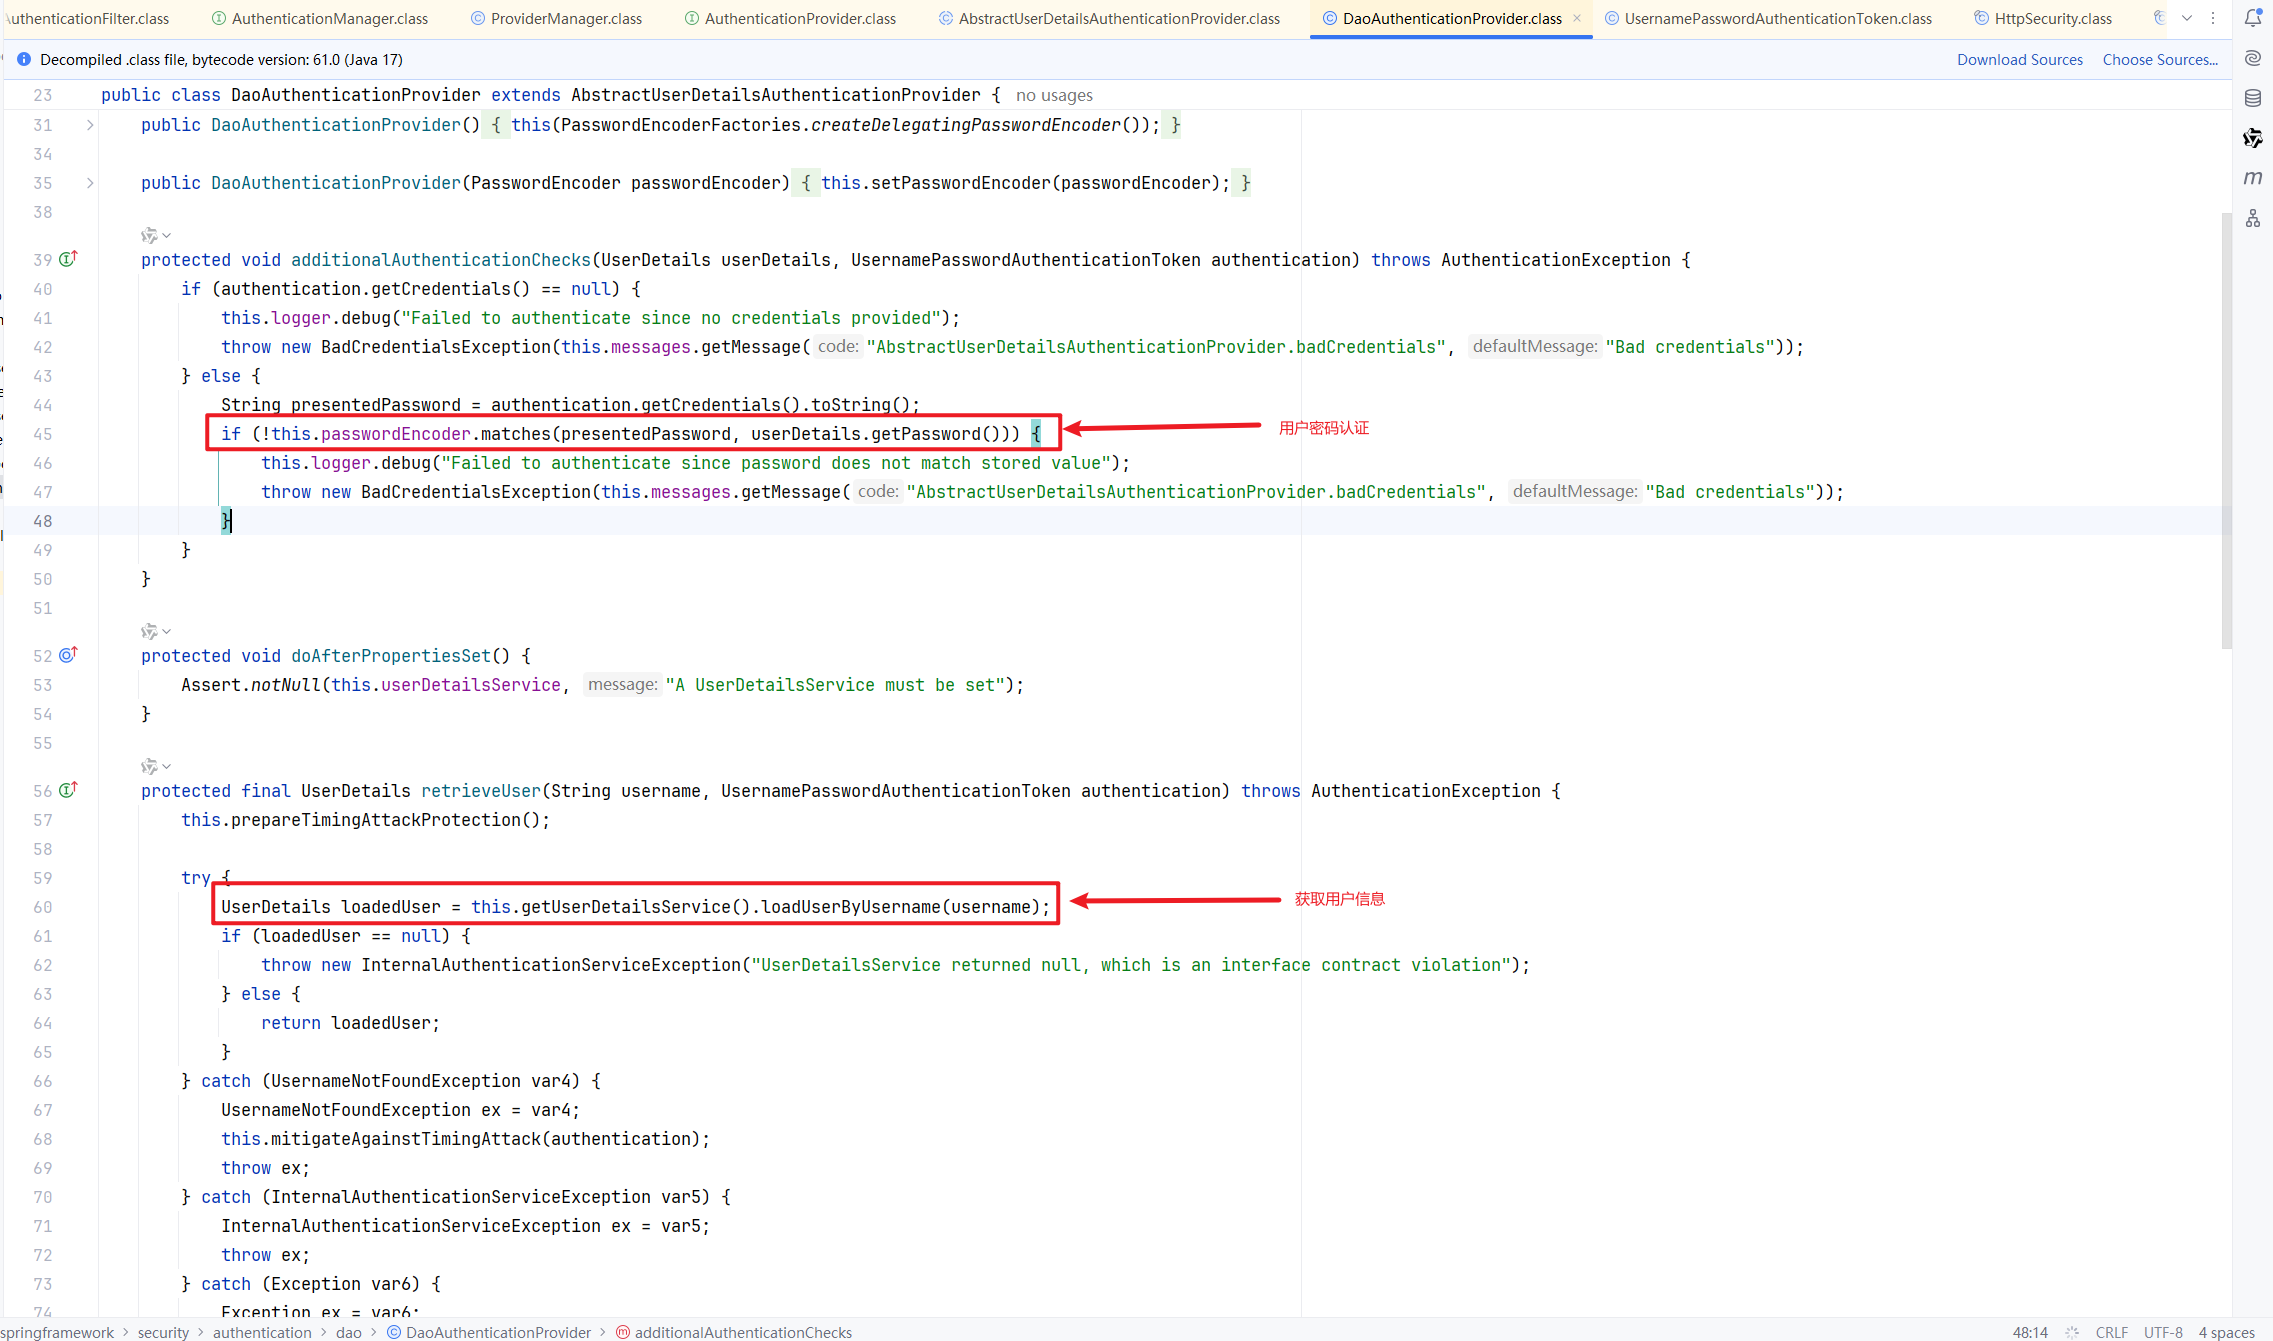 AuthenticationFilter.class AuthenticationManager.class ProviderManager.class AuthenticationProvider.class AbstractUserDetailsAuthenticationProvider.class DaoAuthenticationProvider.class UsernamePasswordAuthenticationToken.class HttpSecurity.class
Decompiled .class file, bytecode version: 61.0 (Java 17) Download Sources Choose Sources...
23 public class DaoAuthenticationProvider extends AbstractUserDetailsAuthenticationProvider { no usages
31 public DaoAuthenticationProvider() { this(PasswordEncoderFactories.createDelegatingPasswordEncoder()); }
34
35 public DaoAuthenticationProvider(PasswordEncoder passwordEncoder) { this.setPasswordEncoder(passwordEncoder); }
38
39 protected void additionalAuthenticationChecks(UserDetails userDetails, UsernamePasswordAuthenticationToken authentication) throws AuthenticationException {
40 if (authentication.getCredentials() == null) {
41 this.logger.debug("Failed to authenticate since no credentials provided");
42 throw new BadCredentialsException(this.messages.getMessage( code: "AbstractUserDetailsAuthenticationProvider.badCredentials", defaultMessage: "Bad credentials"));
43 } else {
44 String presentedPassword = authentication.getCredentials().toString();
45 if (!this.passwordEncoder.matches(presentedPassword, userDetails.getPassword())) { 用户密码认证
46 this.logger.debug("Failed to authenticate since password does not match stored value");
47 throw new BadCredentialsException(this.messages.getMessage( code: "AbstractUserDetailsAuthenticationProvider.badCredentials", defaultMessage: "Bad credentials"));
48 }
49 }
50 }
51
52 protected void doAfterPropertiesSet() {
53 Assert.notNull(this.userDetailsService, message: "A UserDetailsService must be set");
54 }
55
56 protected final UserDetails retrieveUser(String username, UsernamePasswordAuthenticationToken authentication) throws AuthenticationException {
57 this.prepareTimingAttackProtection();
58
59 try {
60 UserDetails loadedUser = this.getUserDetailsService().loadUserByUsername(username); 获取用户信息
61 if (loadedUser == null) {
62 throw new InternalAuthenticationServiceException("UserDetailsService returned null, which is an interface contract violation");
63 } else {
64 return loadedUser;
65 }
66 } catch (UsernameNotFoundException var4) {
67 UsernameNotFoundException ex = var4;
68 this.mitigateAgainstTimingAttack(authentication);
69 throw ex;
70 } catch (InternalAuthenticationServiceException var5) {
71 InternalAuthenticationServiceException ex = var5;
72 throw ex;
73 } catch (Exception var6) {
74 Exception ex = var6;
springframework > security > authentication > dao > DaoAuthenticationProvider > additionalAuthenticationChecks 48:14 CRLF UTF-8 4 spaces